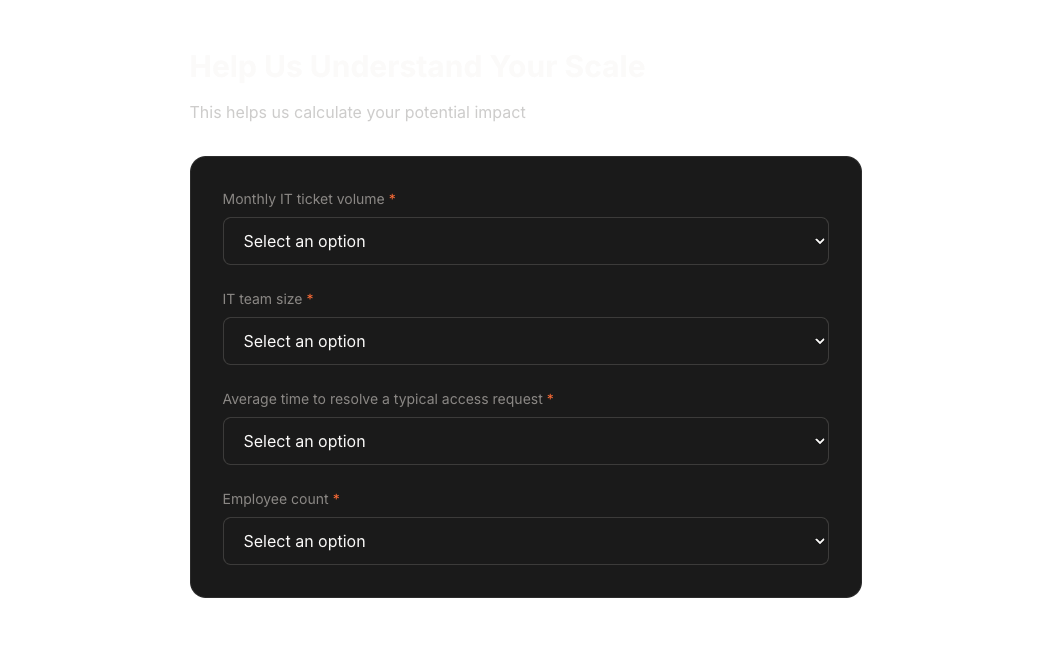 Help Us Understand Your Scale
This helps us calculate your potential impact
Monthly IT ticket volume *
Select an option
IT team size *
Select an option
Average time to resolve a typical access request *
Select an option
Employee count *
Select an option